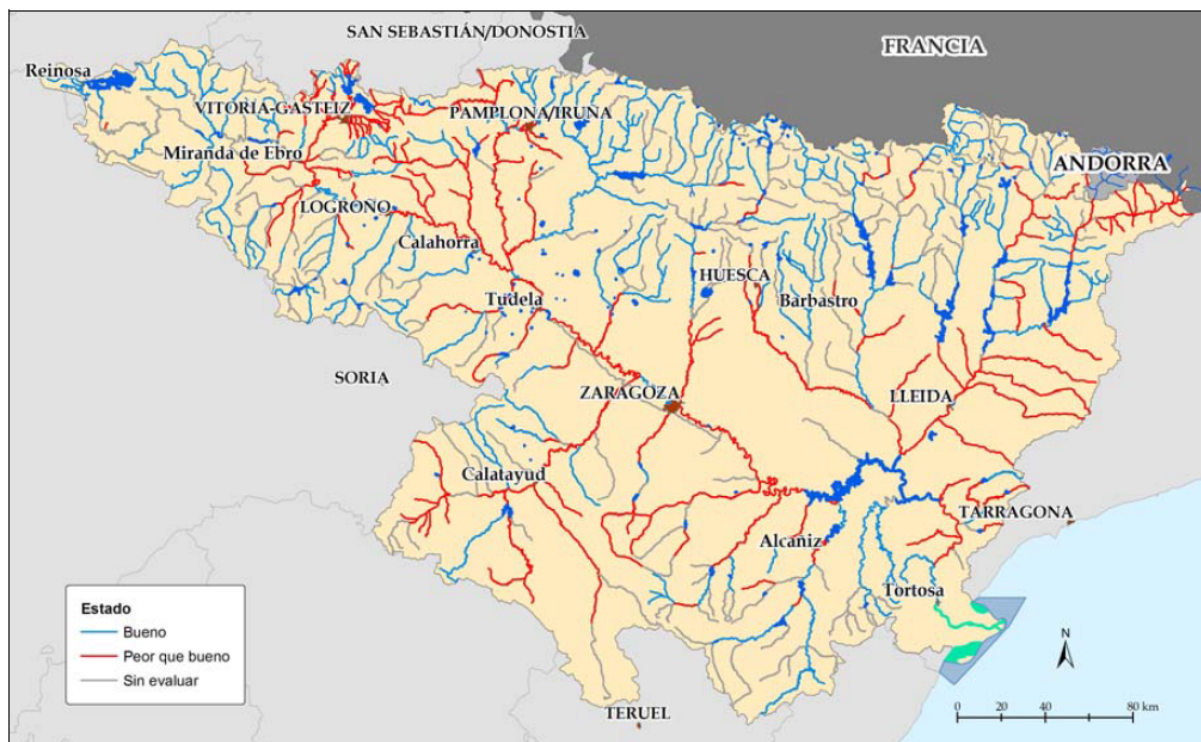 SAN SEBASTIÁN/DONOSTIA
FRANCIA
Reinosa
VITORIA-GASTEIZ
PAMPLONA/IRUÑA
Miranda de Ebro
ANDORRA
LOGROÑO
Calahorra
HUESCA
Tudela
Barbastro
SORIA
ZARAGOZA
LLEIDA
Calatayud
TARRAGONA
Alcañiz
Tortosa
Estado
Bueno
Peor que bueno
Sin evaluar
N
TERUEL
0 20 40 80 km